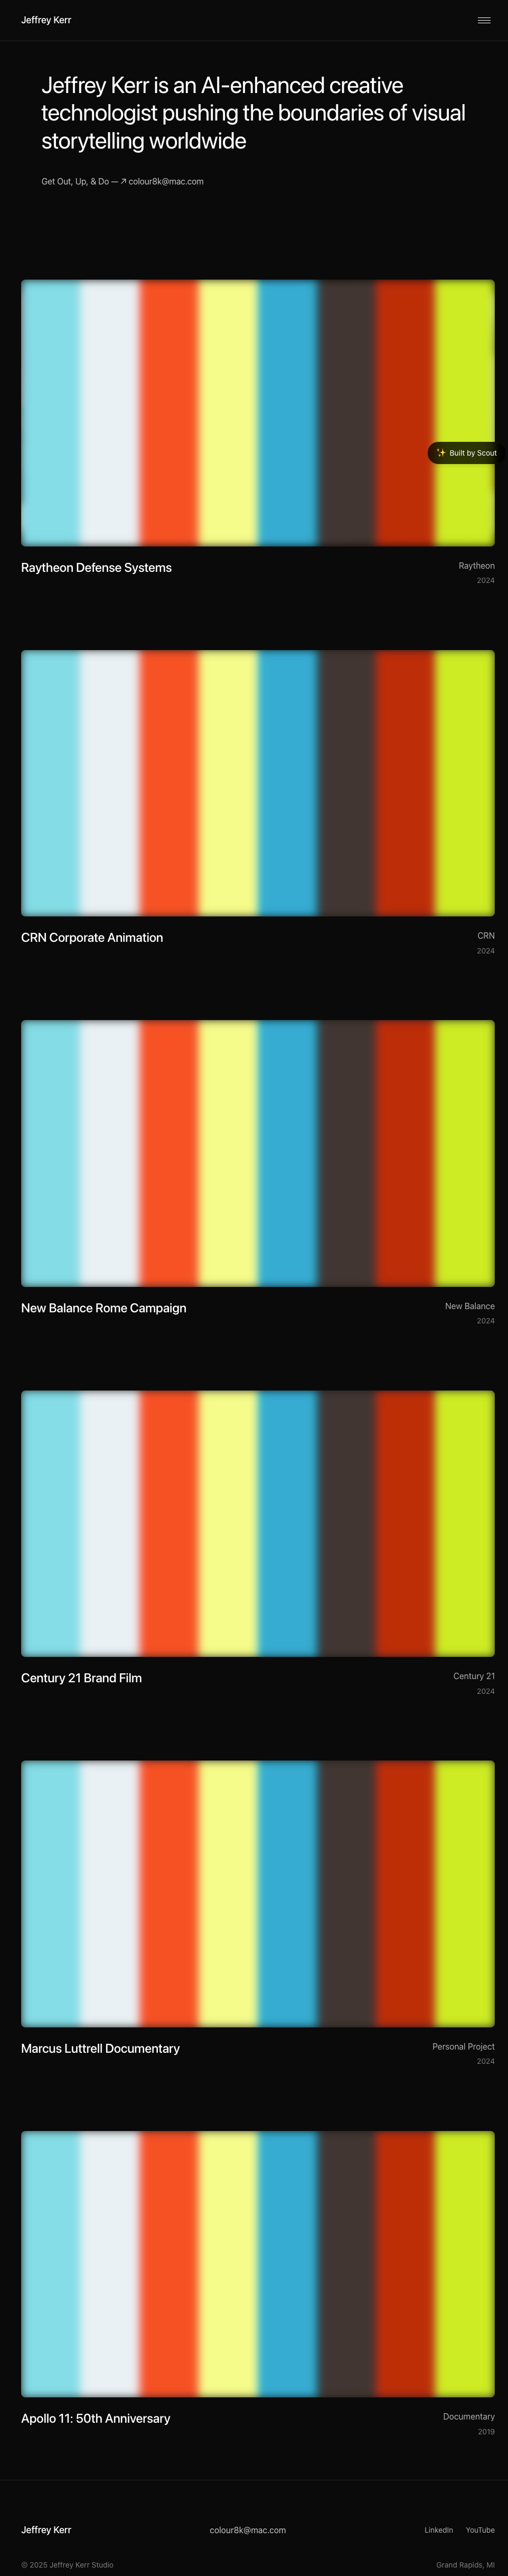 Jeffrey Kerr
Jeffrey Kerr is an AI-enhanced creative
technologist pushing the boundaries of visual
storytelling worldwide
Get Out, Up, & Do — ↗ colour8k@mac.com
✨ Built by Scout
Raytheon Defense Systems
Raytheon
2024
CRN Corporate Animation
CRN
2024
New Balance Rome Campaign
New Balance
2024
Century 21 Brand Film
Century 21
2024
Marcus Luttrell Documentary
Personal Project
2024
Apollo 11: 50th Anniversary
Documentary
2019
Jeffrey Kerr
colour8k@mac.com
LinkedIn YouTube
© 2025 Jeffrey Kerr Studio
Grand Rapids, MI